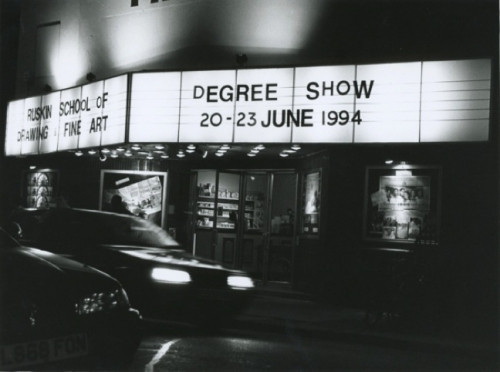 RUSKIN SCHOOL OF
DRAWING & FINE ART
DEGREE SHOW
20-23 JUNE 1994